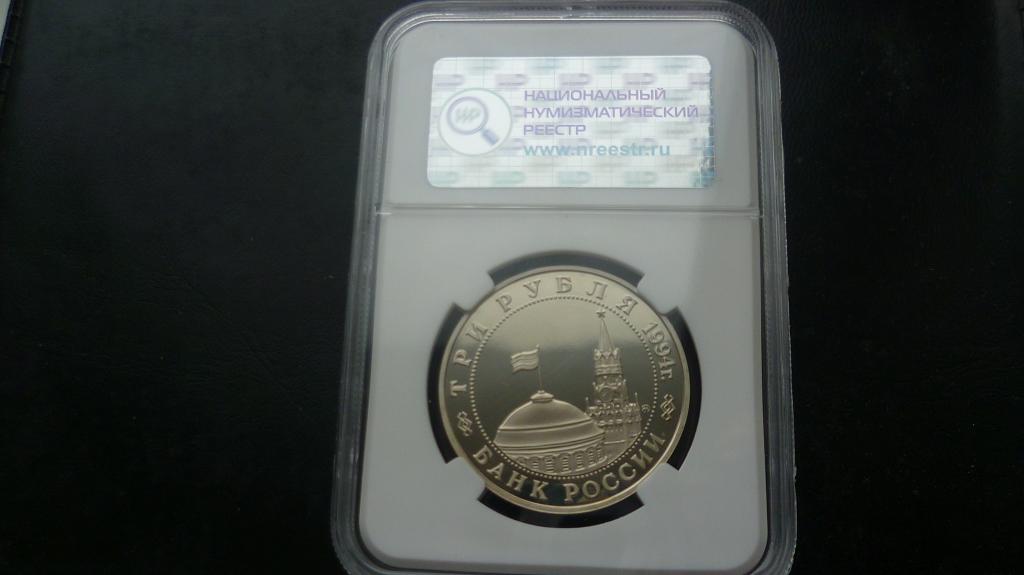 НАЦИОНАЛЬНЫЙ
НУМИЗМАТИЧЕСКИЙ
РЕЕСТР
www.nreestr.ru
ТРИ РУБЛЯ 1994г.
БАНК РОССИИ